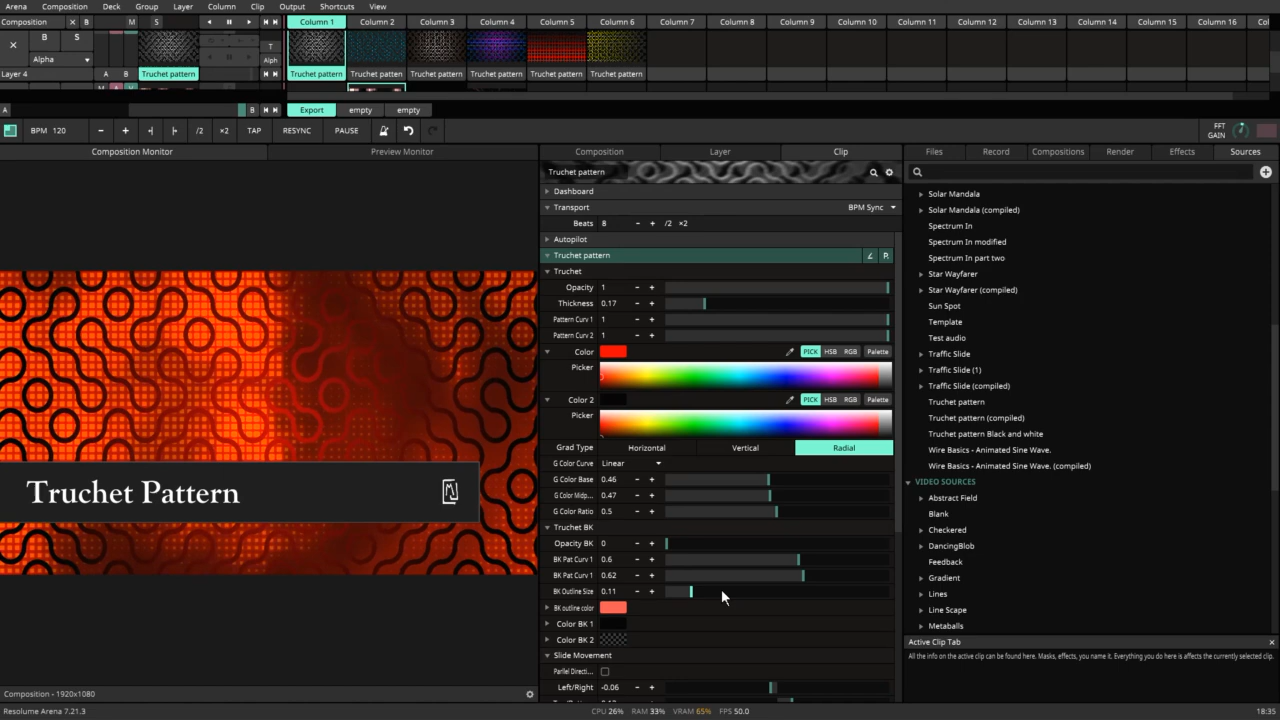 Arena Composition Deck Group Layer Column Clip Output Shortcuts View
Composition X B M S Column 1 Column 2 Column 3 Column 4 Column 5 Column 6 Column 7 Column 8 Column 9 Column 10 Column 11 Column 12 Column 13 Column 14 Column 15 Column 16 Col
B S T
Alpha Alph
Layer 4 A B Truchet pattern Truchet pattern Truchet pattern Truchet pattern Truchet pattern Truchet pattern Truchet pattern
M A V
A B Export empty empty
BPM 120 - + /2 ×2 TAP RESYNC PAUSE FFT GAIN
Composition Monitor Preview Monitor Composition Layer Clip Files Record Compositions Render Effects Sources
Truchet pattern
Dashboard
Transport BPM Sync
Beats 8 - + /2 ×2
Autopilot
Truchet pattern
Truchet
Opacity 1 - +
Thickness 0.17 - +
Pattern Curv 1 1 - +
Pattern Curv 2 1 - +
Color PICK HSB RGB Palette
Picker
Color 2 PICK HSB RGB Palette
Picker
Grad Type Horizontal Vertical Radial
G Color Curve Linear
G Color Base 0.46 - +
G Color Midp... 0.47 - +
G Color Ratio 0.5 - +
Truchet BK
Opacity BK 0 - +
BK Pat Curv 1 0.6 - +
BK Pat Curv 1 0.62 - +
BK Outline Size 0.11 - +
BK outline color
Color BK 1
Color BK 2
Slide Movement
Parllel Directi...
Left/Right -0.06 - +
Solar Mandala
Solar Mandala (compiled)
Spectrum In
Spectrum In modified
Spectrum In part two
Star Wayfarer
Star Wayfarer (compiled)
Sun Spot
Template
Test audio
Traffic Slide
Traffic Slide (1)
Traffic Slide (compiled)
Truchet pattern
Truchet pattern (compiled)
Truchet pattern Black and white
Wire Basics - Animated Sine Wave.
Wire Basics - Animated Sine Wave. (compiled)
VIDEO SOURCES
Abstract Field
Blank
Checkered
DancingBlob
Feedback
Gradient
Lines
Line Scape
Metaballs
Active Clip Tab X
All the info on the active clip can be found here. Masks, effects, you name it. Everything you do here is affects the currently selected clip.
Truchet Pattern
Composition - 1920x1080
Resolume Arena 7.21.3 CPU 26% RAM 33% VRAM 65% FPS 50.0 18:35